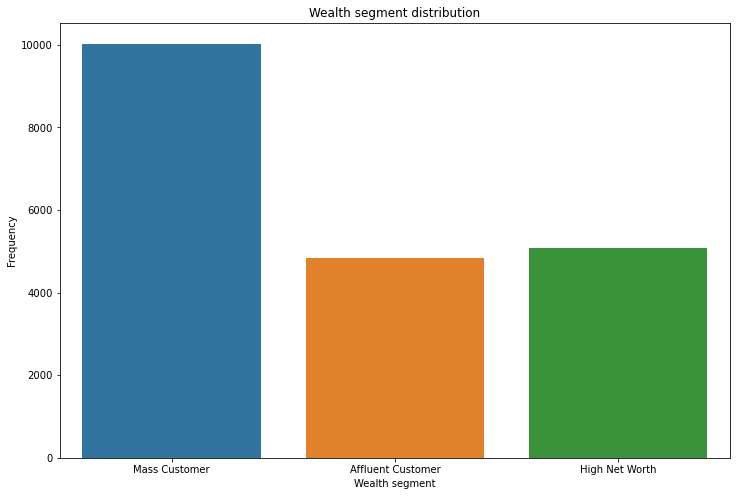 Wealth segment distribution
10000
8000
6000
4000
2000
0
Frequency
Mass Customer
Affluent Customer
High Net Worth
Wealth segment